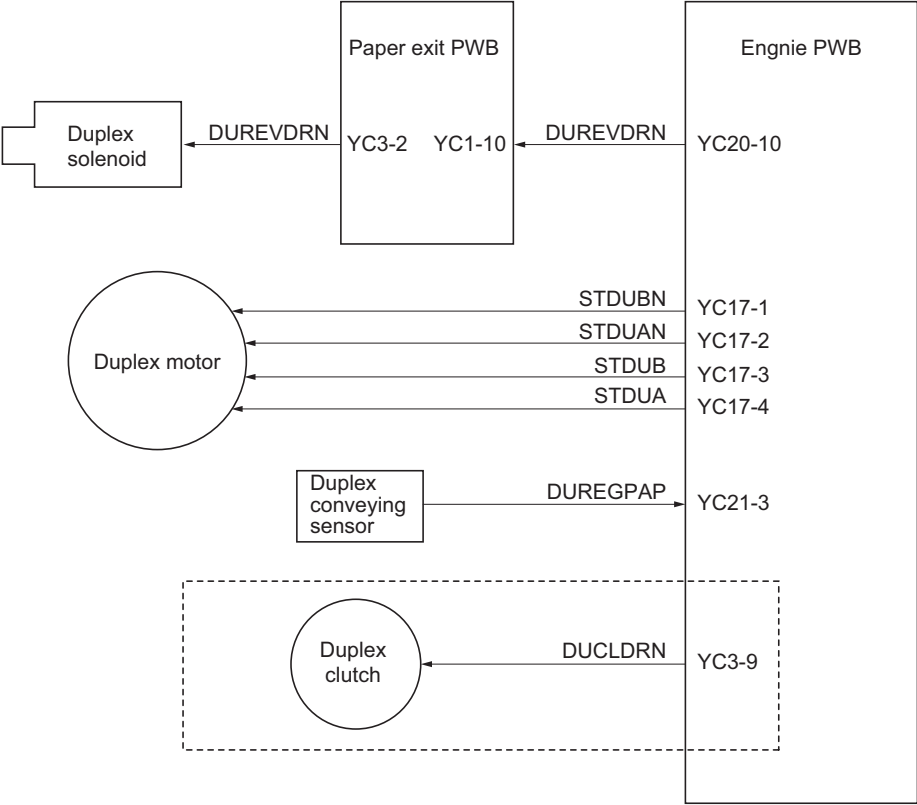 Paper exit PWB
Engnie PWB
Duplex
solenoid
DUREVDRN
YC3-2
YC1-10
DUREVDRN
YC20-10
Duplex motor
STDUBN
YC17-1
STDUAN
YC17-2
STDUB
YC17-3
STDUA
YC17-4
Duplex
conveying
sensor
DUREGPAP
YC21-3
Duplex
clutch
DUCLDRN
YC3-9